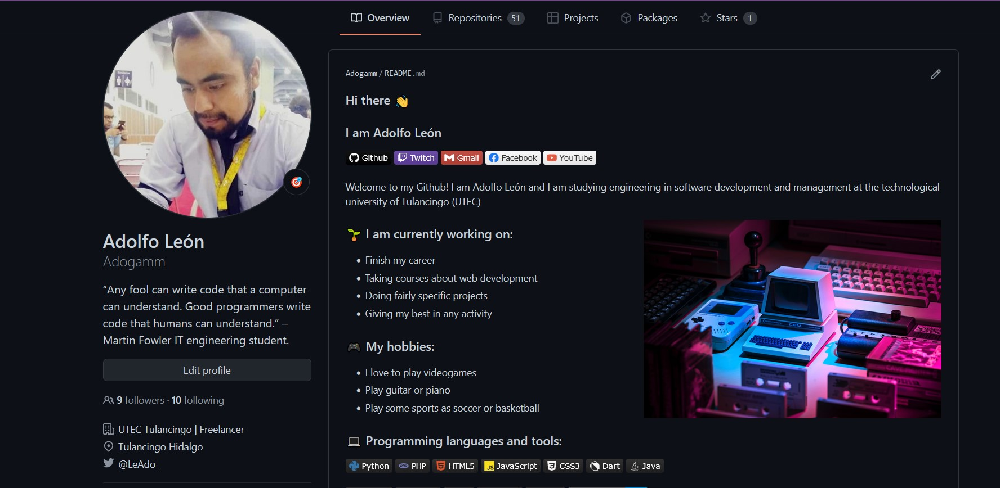 Overview
Repositories 51
Projects
Packages
Stars 1
Adogamm / README.md
Hi there 👋
I am Adolfo León
Github Twitch Gmail Facebook YouTube
Welcome to my Github! I am Adolfo León and I am studying engineering in software development and management at the technological
university of Tulancingo (UTEC)
🌱 I am currently working on:
• Finish my career
• Taking courses about web development
• Doing fairly specific projects
• Giving my best in any activity
🎮 My hobbies:
• I love to play videogames
• Play guitar or piano
• Play some sports as soccer or basketball
💻 Programming languages and tools:
Python PHP HTML5 JavaScript CSS3 Dart Java
Adolfo León
Adogamm
“Any fool can write code that a computer
can understand. Good programmers write
code that humans can understand.” –
Martin Fowler IT engineering student.
Edit profile
9 followers · 10 following
UTEC Tulancingo | Freelancer
Tulancingo Hidalgo
@LeAdo_
CBM